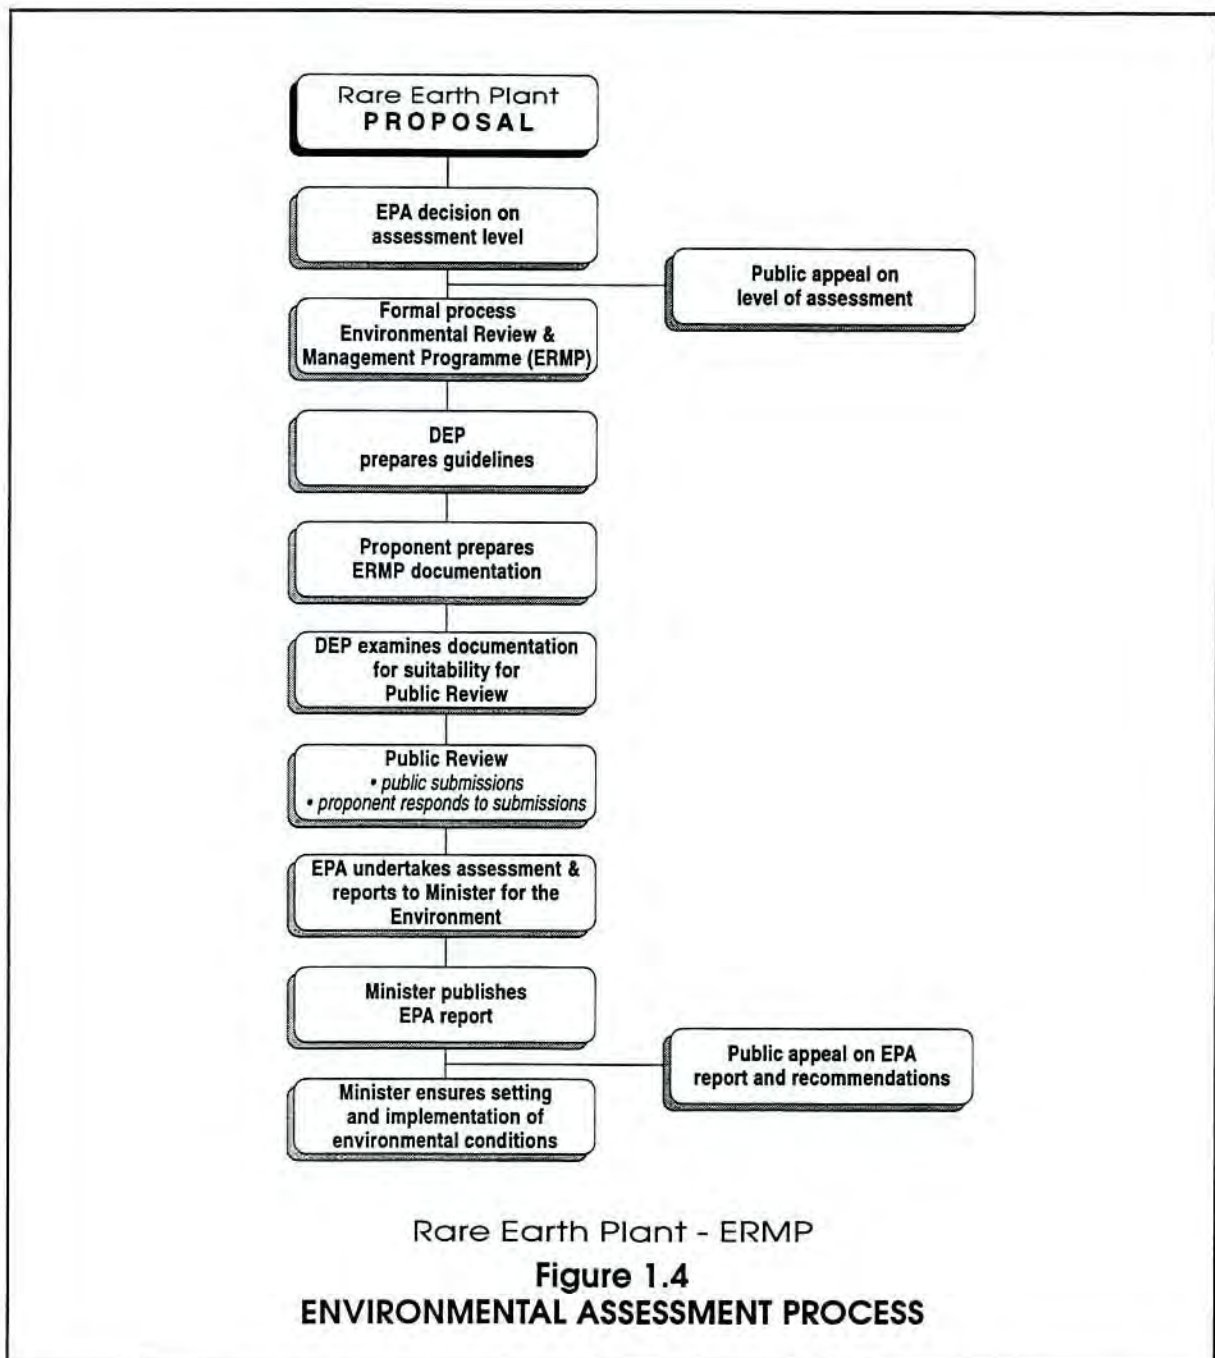 Rare Earth Plant
PROPOSAL
EPA decision on
assessment level
Public appeal on
level of assessment
Formal process
Environmental Review &
Management Programme (ERMP)
DEP
prepares guidelines
Proponent prepares
ERMP documentation
DEP examines documentation
for suitability for
Public Review
Public Review
• public submissions
• proponent responds to submissions
EPA undertakes assessment &
reports to Minister for the
Environment
Minister publishes
EPA report
Public appeal on EPA
report and recommendations
Minister ensures setting
and implementation of
environmental conditions
Rare Earth Plant - ERMP
Figure 1.4
ENVIRONMENTAL ASSESSMENT PROCESS